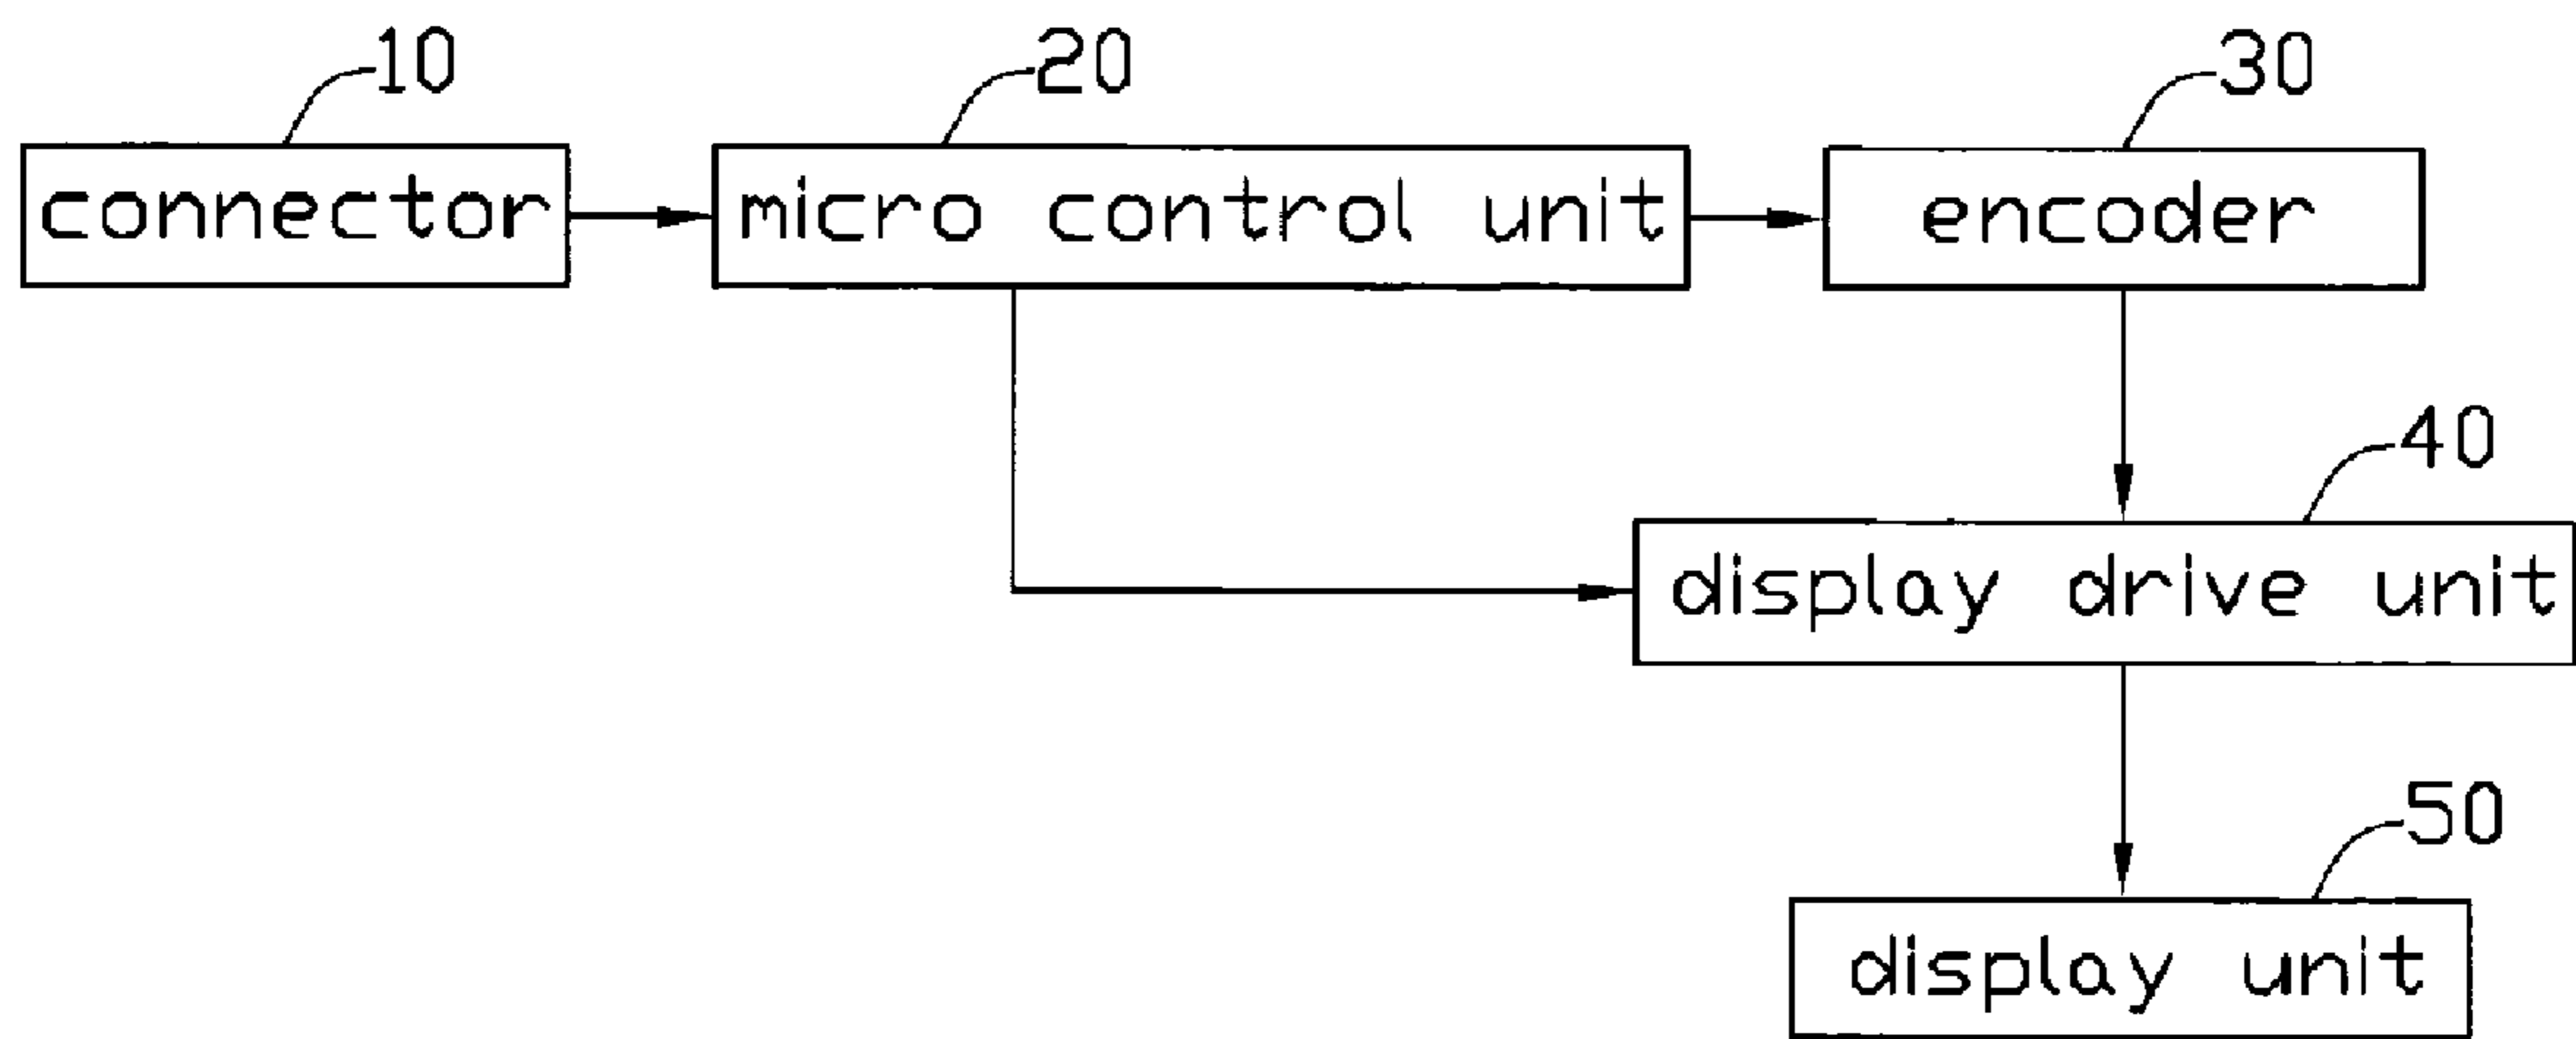 10
20
30
connector
micro control unit
encoder
40
display drive unit
50
display unit